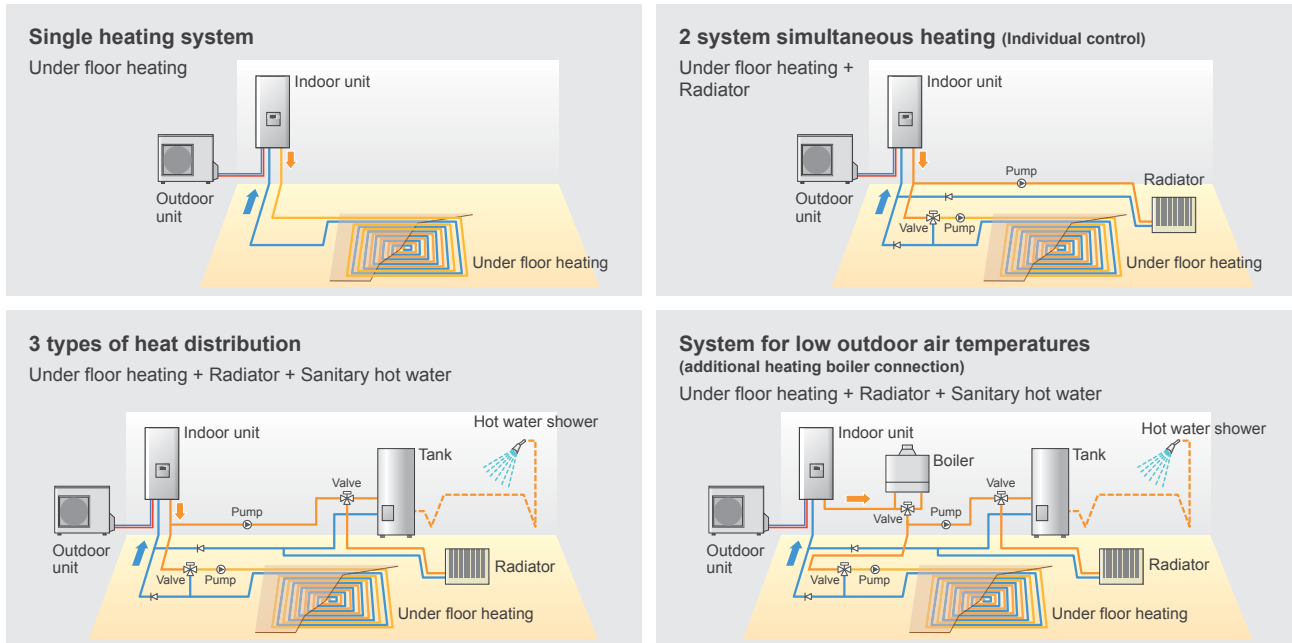 Single heating system
Under floor heating
Indoor unit
Outdoor
unit
Under floor heating
2 system simultaneous heating (Individual control)
Under floor heating +
Radiator
Indoor unit
Pump
Radiator
Outdoor
unit
Valve
Pump
Under floor heating
3 types of heat distribution
Under floor heating + Radiator + Sanitary hot water
Hot water shower
Indoor unit
Tank
Valve
Pump
Outdoor
unit
Valve
Pump
Radiator
Under floor heating
System for low outdoor air temperatures
(additional heating boiler connection)
Under floor heating + Radiator + Sanitary hot water
Hot water shower
Indoor unit
Boiler
Tank
Valve
Valve
Pump
Outdoor
unit
Valve
Pump
Radiator
Under floor heating